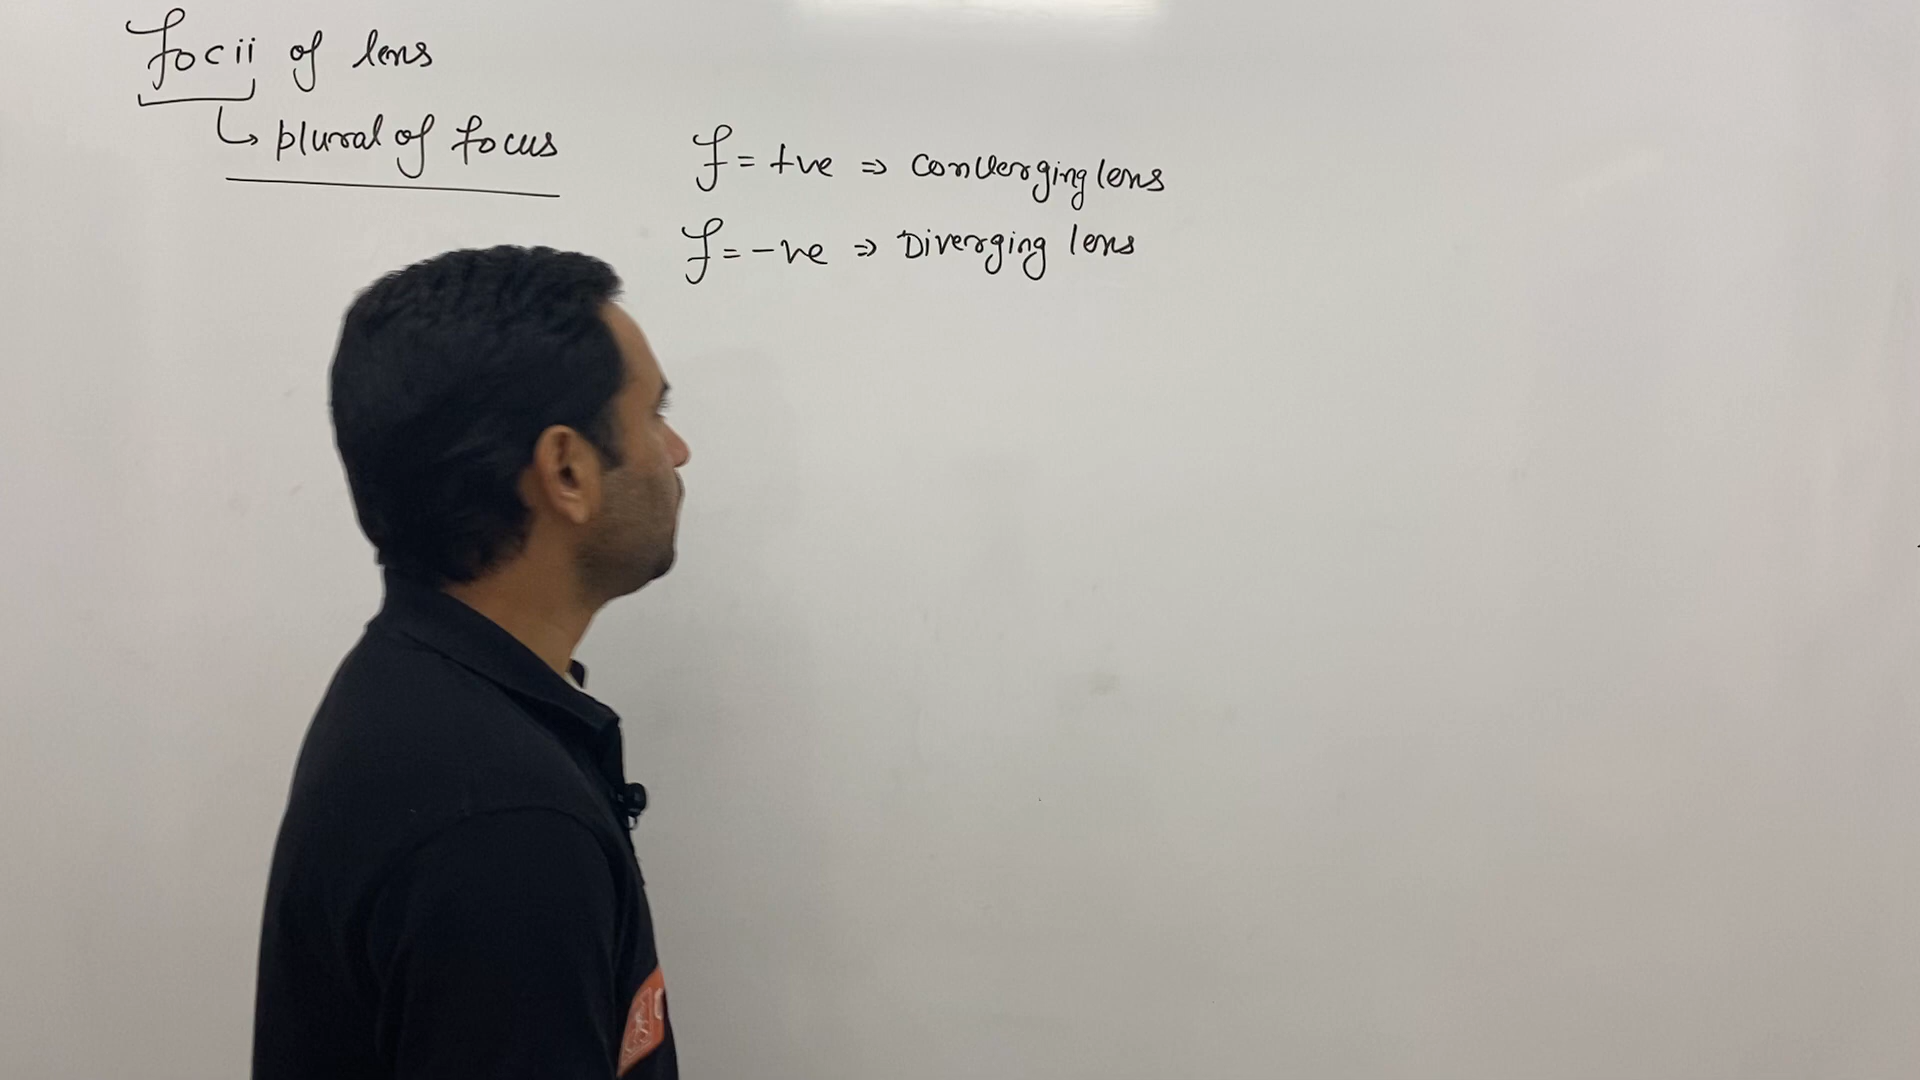 focii of lens
↳ plural of focus
f = +ve ⇒ converging lens
f = -ve ⇒ Diverging lens